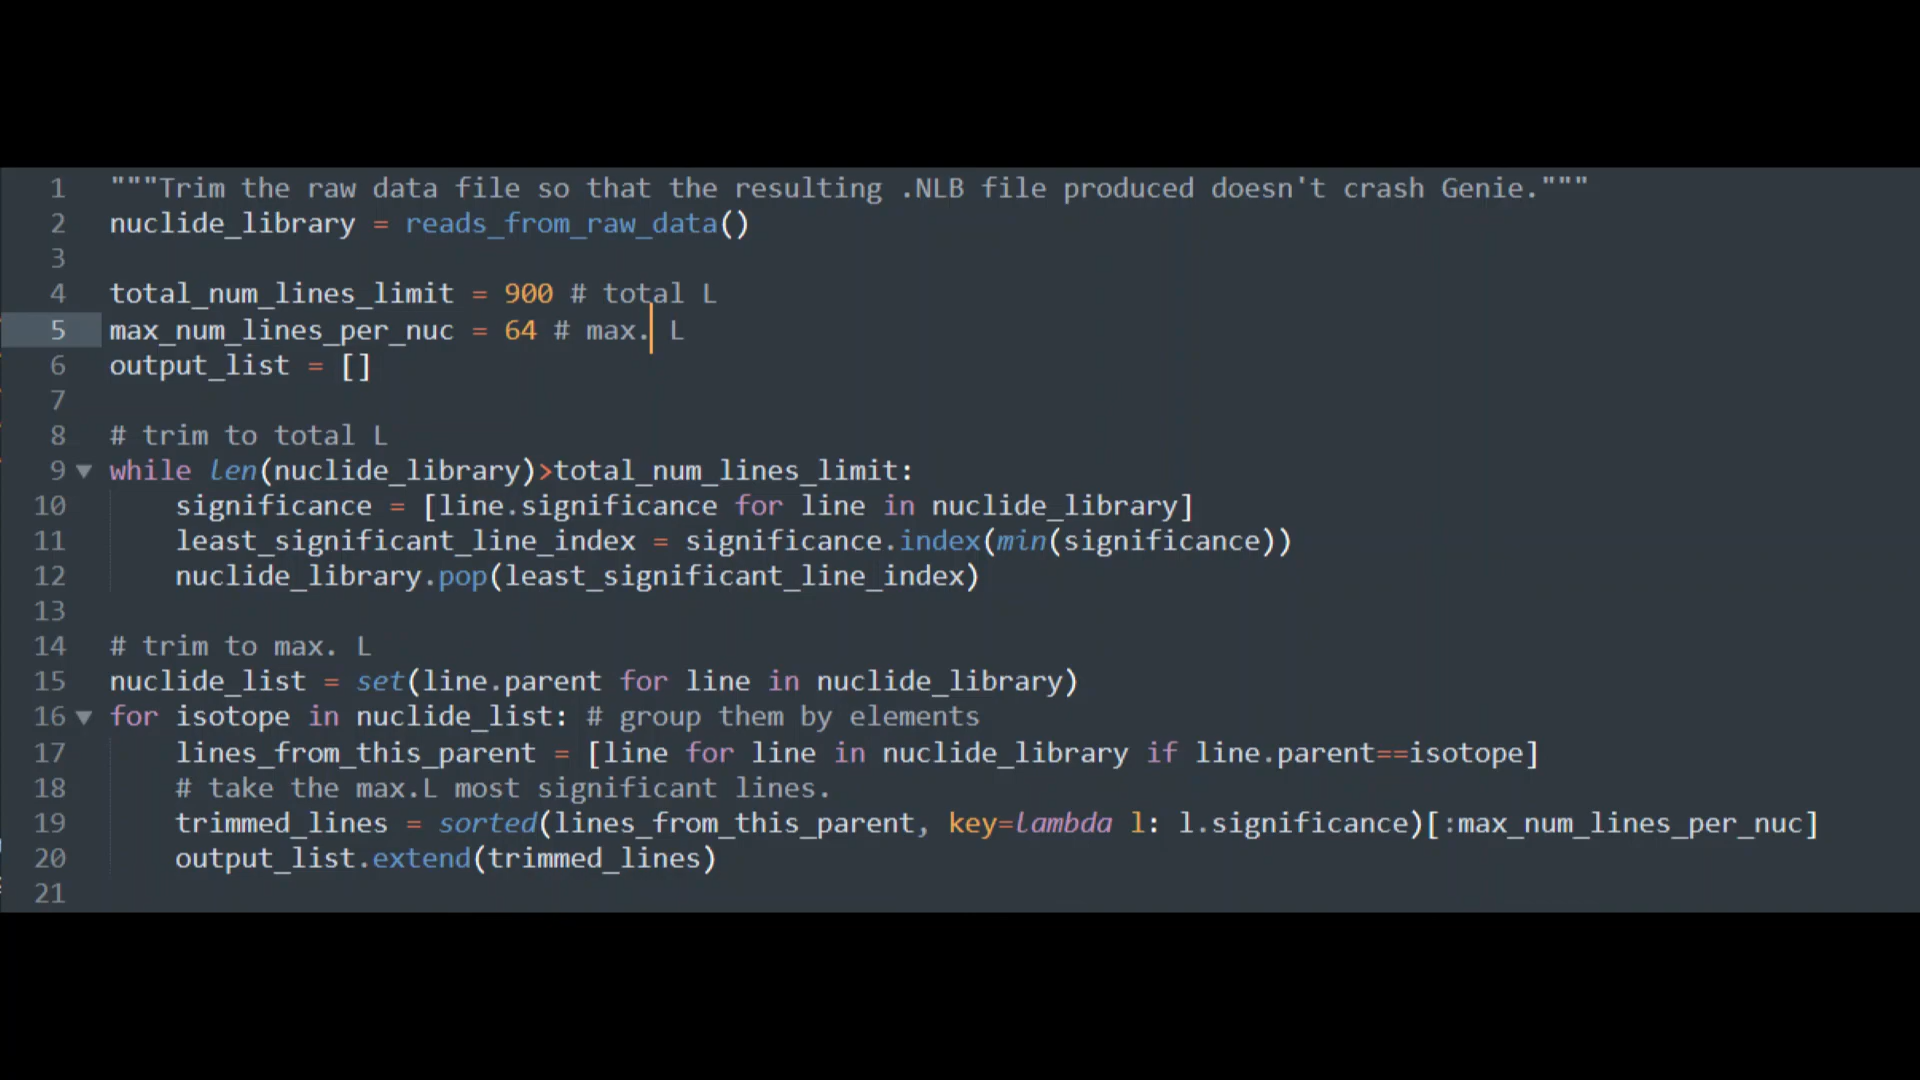 1 """Trim the raw data file so that the resulting .NLB file produced doesn't crash Genie."""
2 nuclide_library = reads_from_raw_data()
3
4 total_num_lines_limit = 900 # total L
5 max_num_lines_per_nuc = 64 # max. L
6 output_list = []
7
8 # trim to total L
9 while len(nuclide_library)>total_num_lines_limit:
10     significance = [line.significance for line in nuclide_library]
11     least_significant_line_index = significance.index(min(significance))
12     nuclide_library.pop(least_significant_line_index)
13
14 # trim to max. L
15 nuclide_list = set(line.parent for line in nuclide_library)
16 for isotope in nuclide_list: # group them by elements
17     lines_from_this_parent = [line for line in nuclide_library if line.parent==isotope]
18     # take the max.L most significant lines.
19     trimmed_lines = sorted(lines_from_this_parent, key=lambda l: l.significance)[:max_num_lines_per_nuc]
20     output_list.extend(trimmed_lines)
21